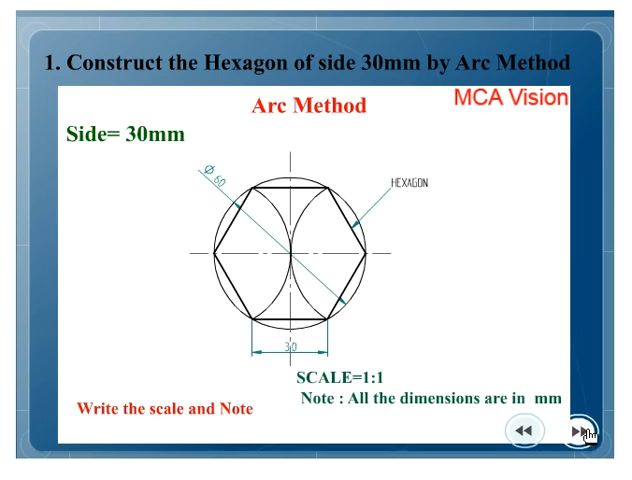 1. Construct the Hexagon of side 30mm by Arc Method
MCA Vision
Arc Method
Side= 30mm
Ø 60
HEXAGON
30
SCALE=1:1
Note : All the dimensions are in mm
Write the scale and Note